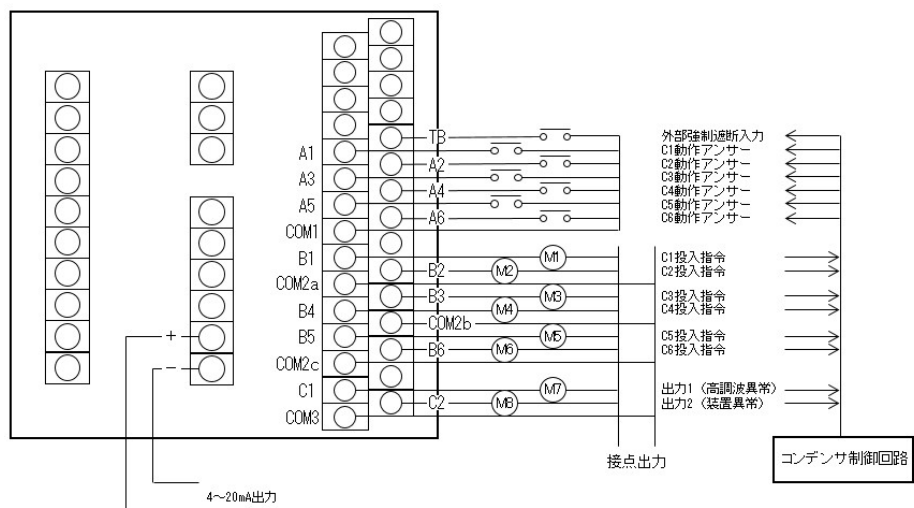 TB 外部強制遮断入力
A1 C1動作アンサー
A2 C2動作アンサー
A3 C3動作アンサー
A4 C4動作アンサー
A5 C5動作アンサー
A6 C6動作アンサー
COM1
B1 M1 C1投入指令
B2 M2 C2投入指令
COM2a
B3 M3 C3投入指令
B4 M4 C4投入指令
COM2b
B5 M5 C5投入指令
B6 M6 C6投入指令
COM2c
C1 M7 出力1 (高調波異常)
C2 M8 出力2 (装置異常)
COM3
+
-
接点出力
コンデンサ制御回路
4～20mA出力